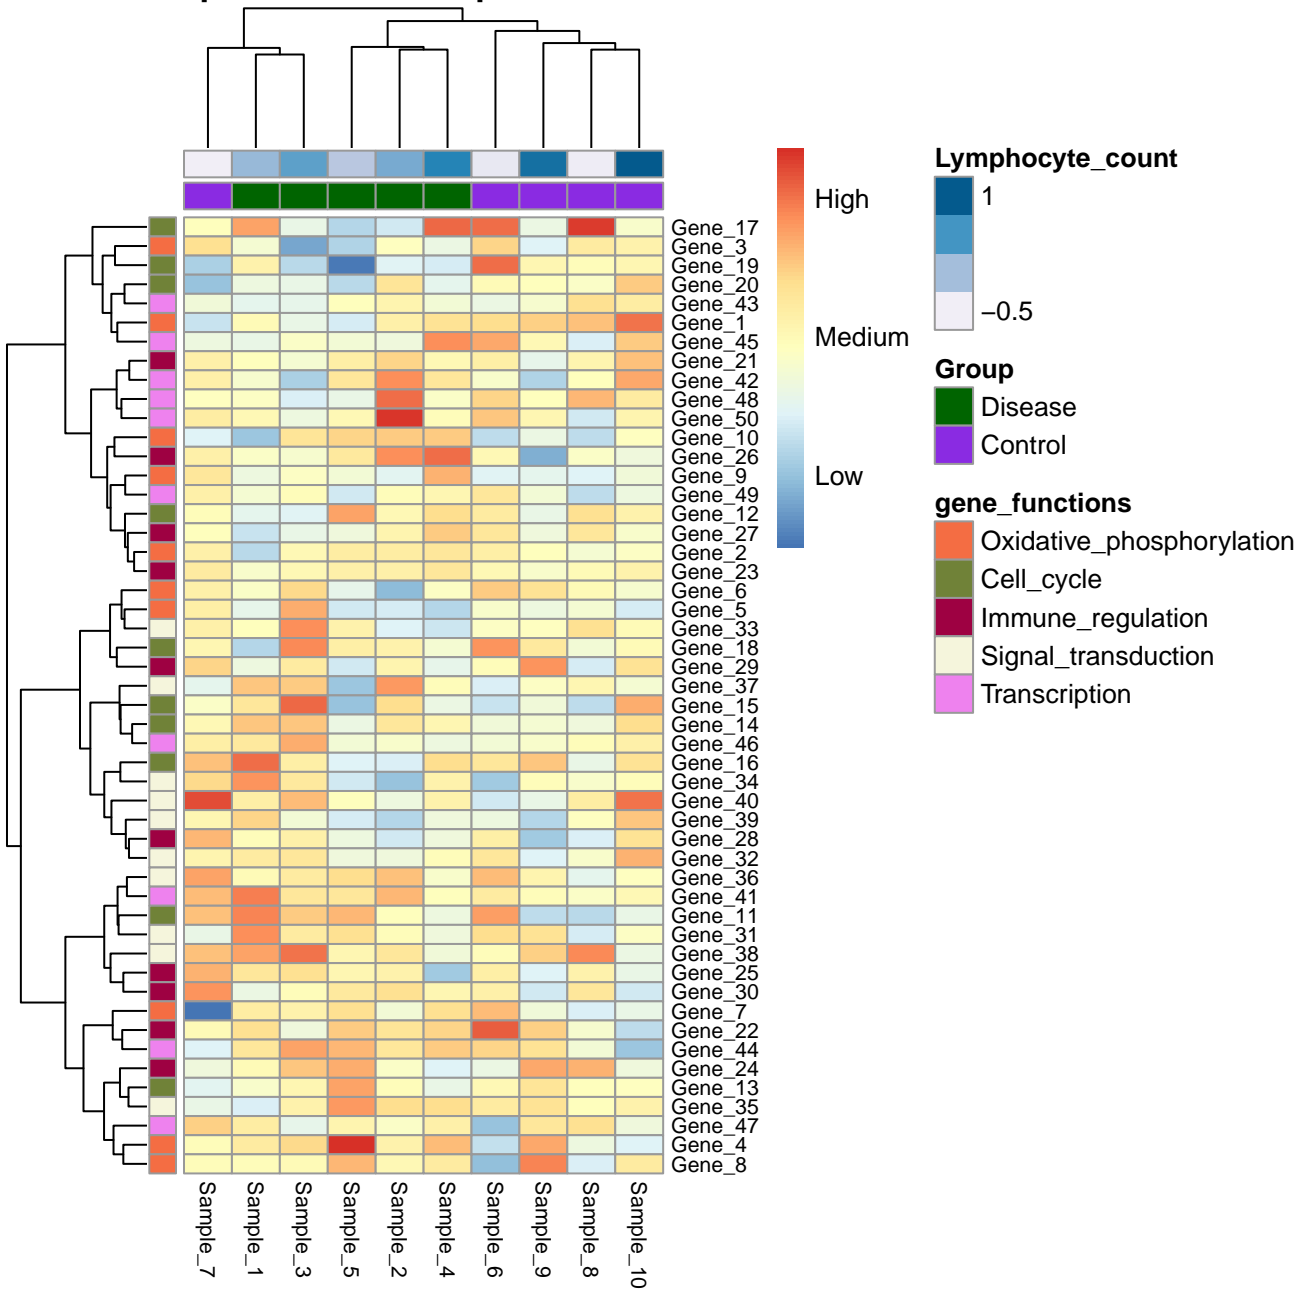 Gene_17
Gene_3
Gene_19
Gene_20
Gene_43
Gene_1
Gene_45
Gene_21
Gene_42
Gene_48
Gene_50
Gene_10
Gene_26
Gene_9
Gene_49
Gene_12
Gene_27
Gene_2
Gene_23
Gene_6
Gene_5
Gene_33
Gene_18
Gene_29
Gene_37
Gene_15
Gene_14
Gene_46
Gene_16
Gene_34
Gene_40
Gene_39
Gene_28
Gene_32
Gene_36
Gene_41
Gene_11
Gene_31
Gene_38
Gene_25
Gene_30
Gene_7
Gene_22
Gene_44
Gene_24
Gene_13
Gene_35
Gene_47
Gene_4
Gene_8
Sample_7
Sample_1
Sample_3
Sample_5
Sample_2
Sample_4
Sample_6
Sample_9
Sample_8
Sample_10
High
Medium
Low
Lymphocyte_count
1
−0.5
Group
Disease
Control
gene_functions
Oxidative_phosphorylation
Cell_cycle
Immune_regulation
Signal_transduction
Transcription